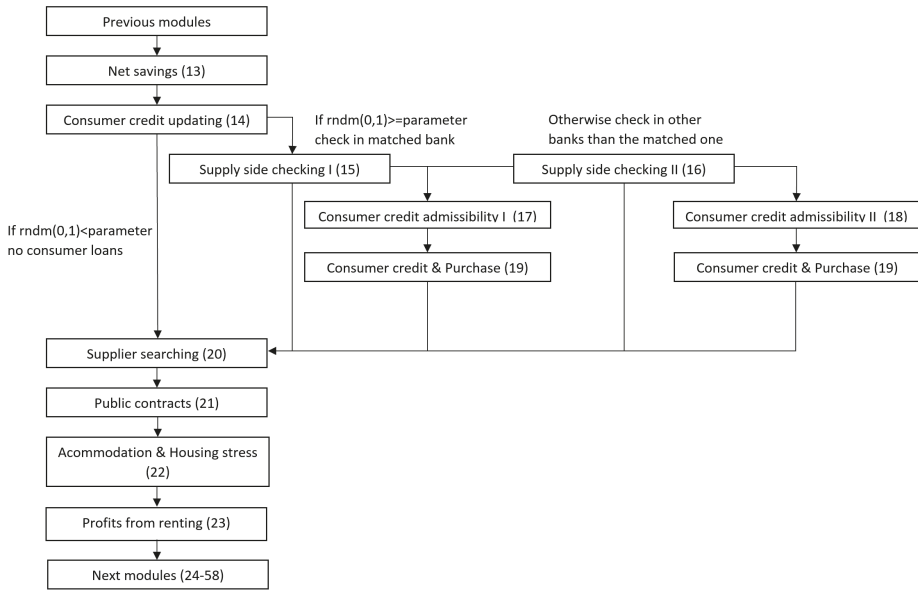 Previous modules
Net savings (13)
Consumer credit updating (14)
If rndm(0,1)>=parameter
check in matched bank
Otherwise check in other
banks than the matched one
Supply side checking I (15)
Supply side checking II (16)
Consumer credit admissibility I (17)
Consumer credit admissibility II (18)
If rndm(0,1)<parameter
no consumer loans
Consumer credit & Purchase (19)
Consumer credit & Purchase (19)
Supplier searching (20)
Public contracts (21)
Acommodation & Housing stress
(22)
Profits from renting (23)
Next modules (24-58)